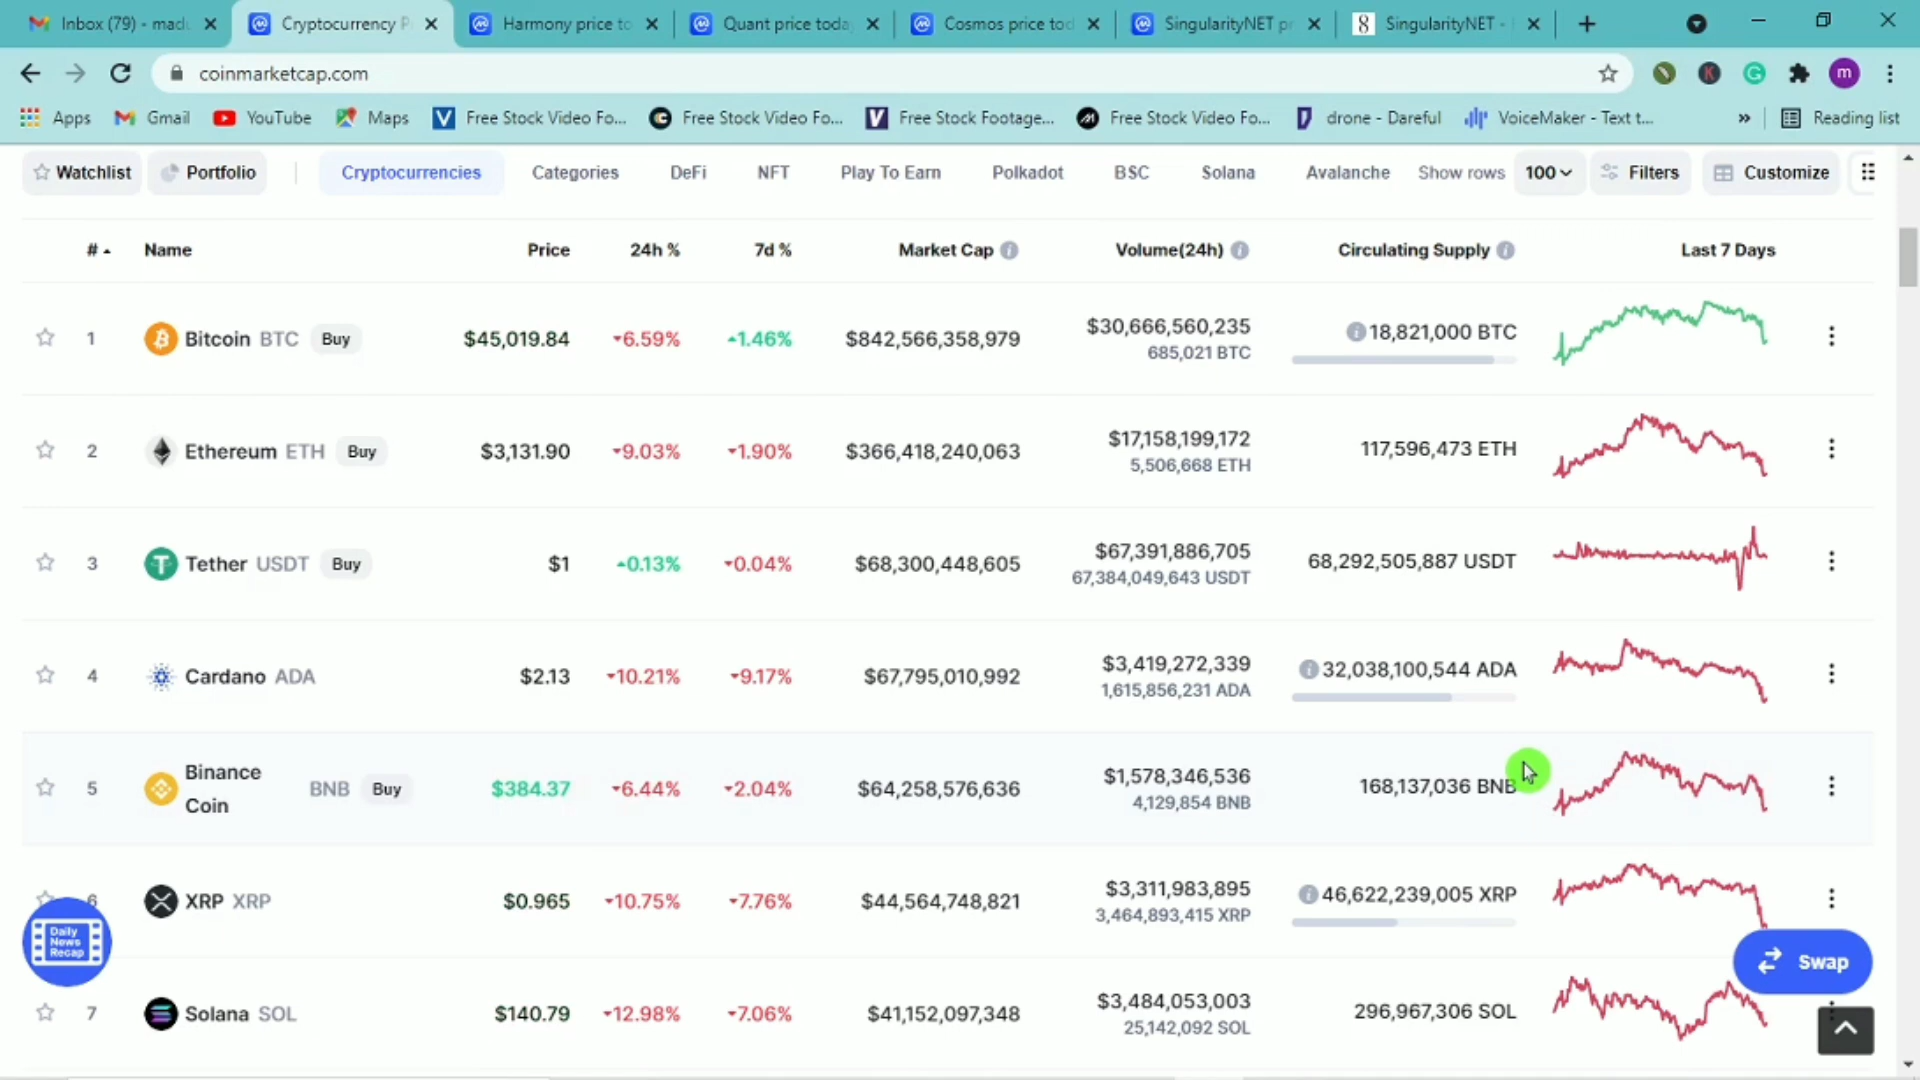 Inbox (79) - madu
Cryptocurrency P
Harmony price to
Quant price today
Cosmos price tod
SingularityNET pr
8
SingularityNET -
coinmarketcap.com
m
Apps
Gmail
YouTube
Maps
V
Free Stock Video Fo...
Free Stock Video Fo...
Free Stock Footage...
Free Stock Video Fo...
drone - Dareful
VoiceMaker - Text t...
»
Reading list
Watchlist
Portfolio
Cryptocurrencies
Categories
DeFi
NFT
Play To Earn
Polkadot
BSC
Solana
Avalanche
Show rows
100
Filters
Customize
# Name Price 24h % 7d % Market Cap Volume(24h) Circulating Supply Last 7 Days
1 Bitcoin BTC Buy $45,019.84 6.59% 1.46% $842,566,358,979 $30,666,560,235 18,821,000 BTC
685,021 BTC
2 Ethereum ETH Buy $3,131.90 9.03% 1.90% $366,418,240,063 $17,158,199,172 117,596,473 ETH
5,506,668 ETH
3 Tether USDT Buy $1 0.13% 0.04% $68,300,448,605 $67,391,886,705 68,292,505,887 USDT
67,384,049,643 USDT
4 Cardano ADA $2.13 10.21% 9.17% $67,795,010,992 $3,419,272,339 32,038,100,544 ADA
1,615,856,231 ADA
5 Binance Coin BNB Buy $384.37 6.44% 2.04% $64,258,576,636 $1,578,346,536 168,137,036 BNB
4,129,854 BNB
6 XRP XRP $0.965 10.75% 7.76% $44,564,748,821 $3,311,983,895 46,622,239,005 XRP
3,464,893,415 XRP
Daily
News
Recap
Swap
7 Solana SOL $140.79 12.98% 7.06% $41,152,097,348 $3,484,053,003 296,967,306 SOL
25,142,092 SOL